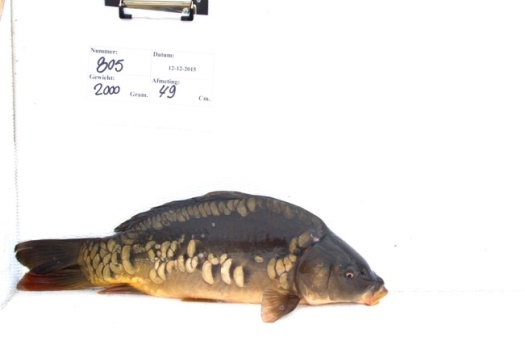 Nummer: Datum:
805 12-12-2015
Gewicht: Afmeting:
2000 Gram. 49 Cm.